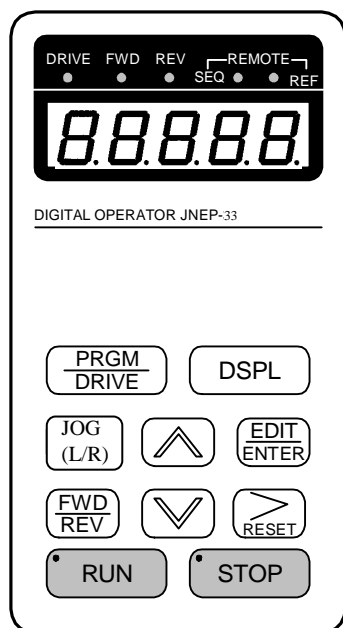 DRIVE FWD REV REMOTE
SEQ REF
8.8.8.8.8
DIGITAL OPERATOR JNEP-33
PRGM
DRIVE
DSPL
JOG
(L/R)
EDIT
ENTER
FWD
REV
>
RESET
RUN STOP